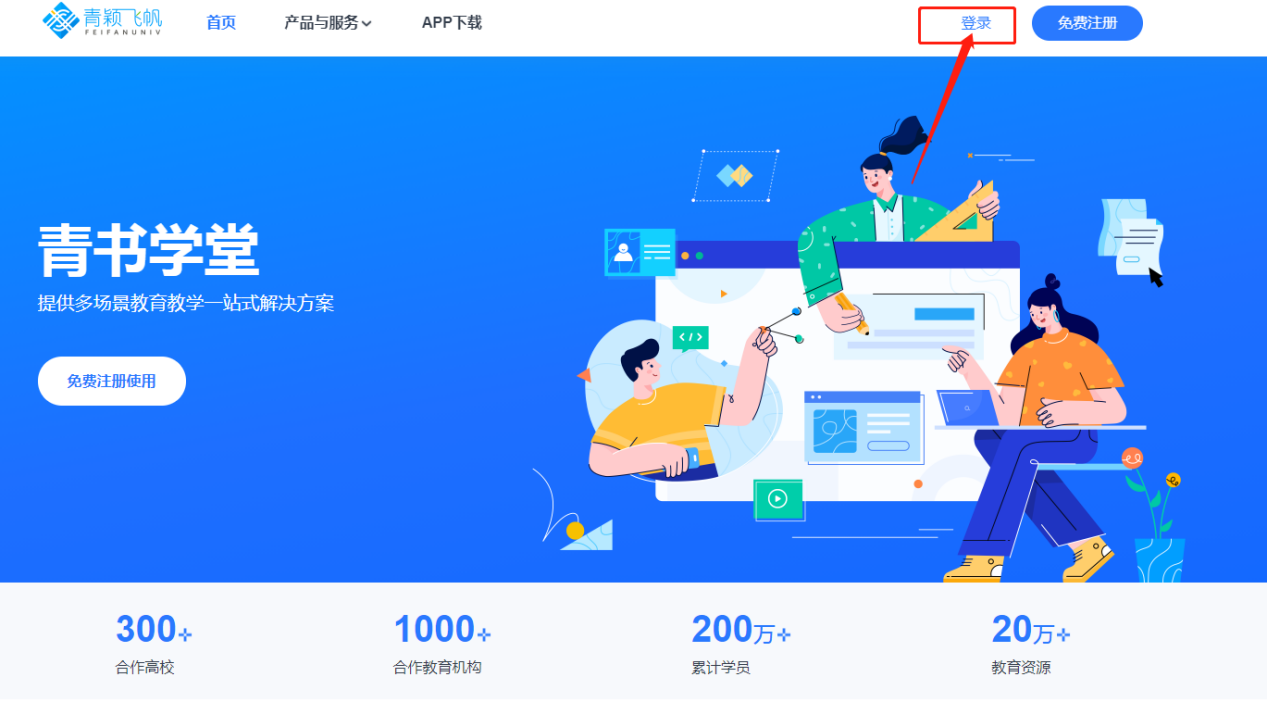 青颖飞帆
FEIFANUNIV
首页
产品与服务
APP下载
登录
免费注册
青书学堂
提供多场景教育教学一站式解决方案
免费注册使用
</>
300+
合作高校
1000+
合作教育机构
200万+
累计学员
20万+
教育资源